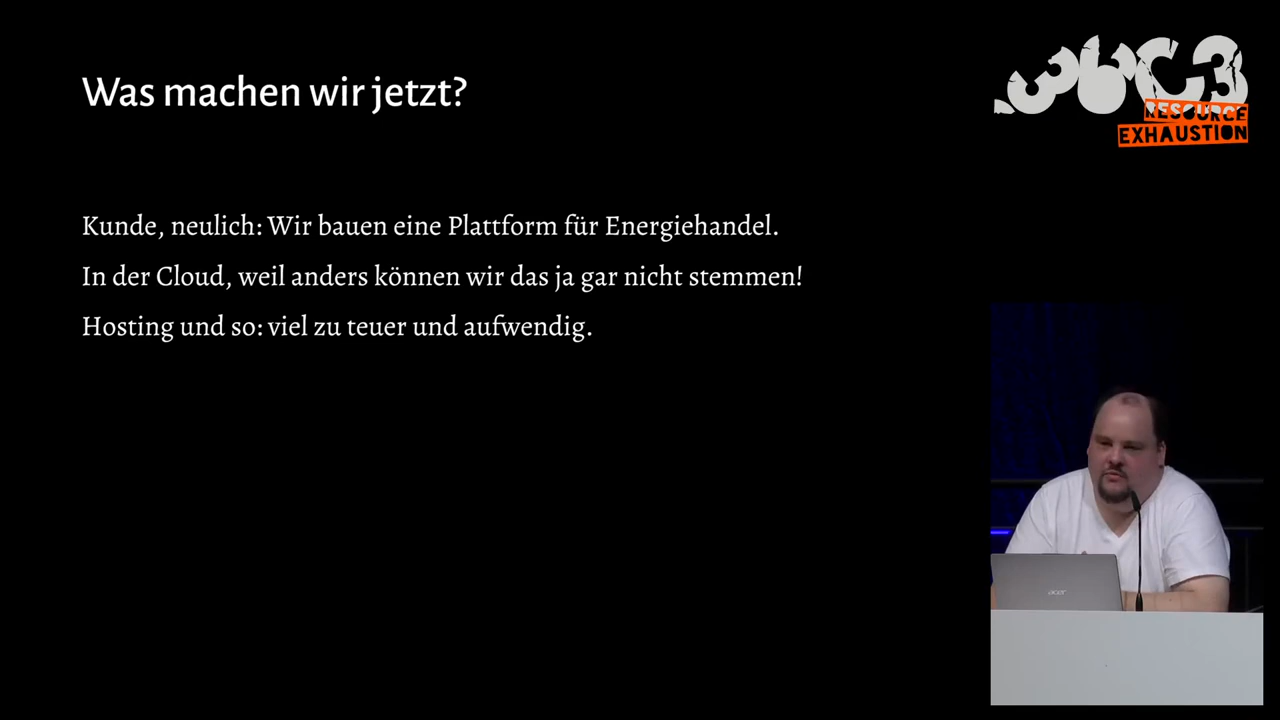 Was machen wir jetzt?
36C3
RESOURCE
EXHAUSTION
Kunde, neulich: Wir bauen eine Plattform für Energiehandel.
In der Cloud, weil anders können wir das ja gar nicht stemmen!
Hosting und so: viel zu teuer und aufwendig.
acer